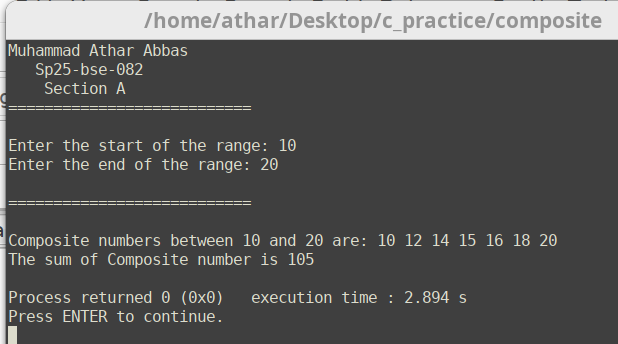 /home/athar/Desktop/c_practice/composite
Muhammad Athar Abbas
   Sp25-bse-082
    Section A
===========================

Enter the start of the range: 10
Enter the end of the range: 20

===========================

Composite numbers between 10 and 20 are: 10 12 14 15 16 18 20
The sum of Composite number is 105

Process returned 0 (0x0)   execution time : 2.894 s
Press ENTER to continue.